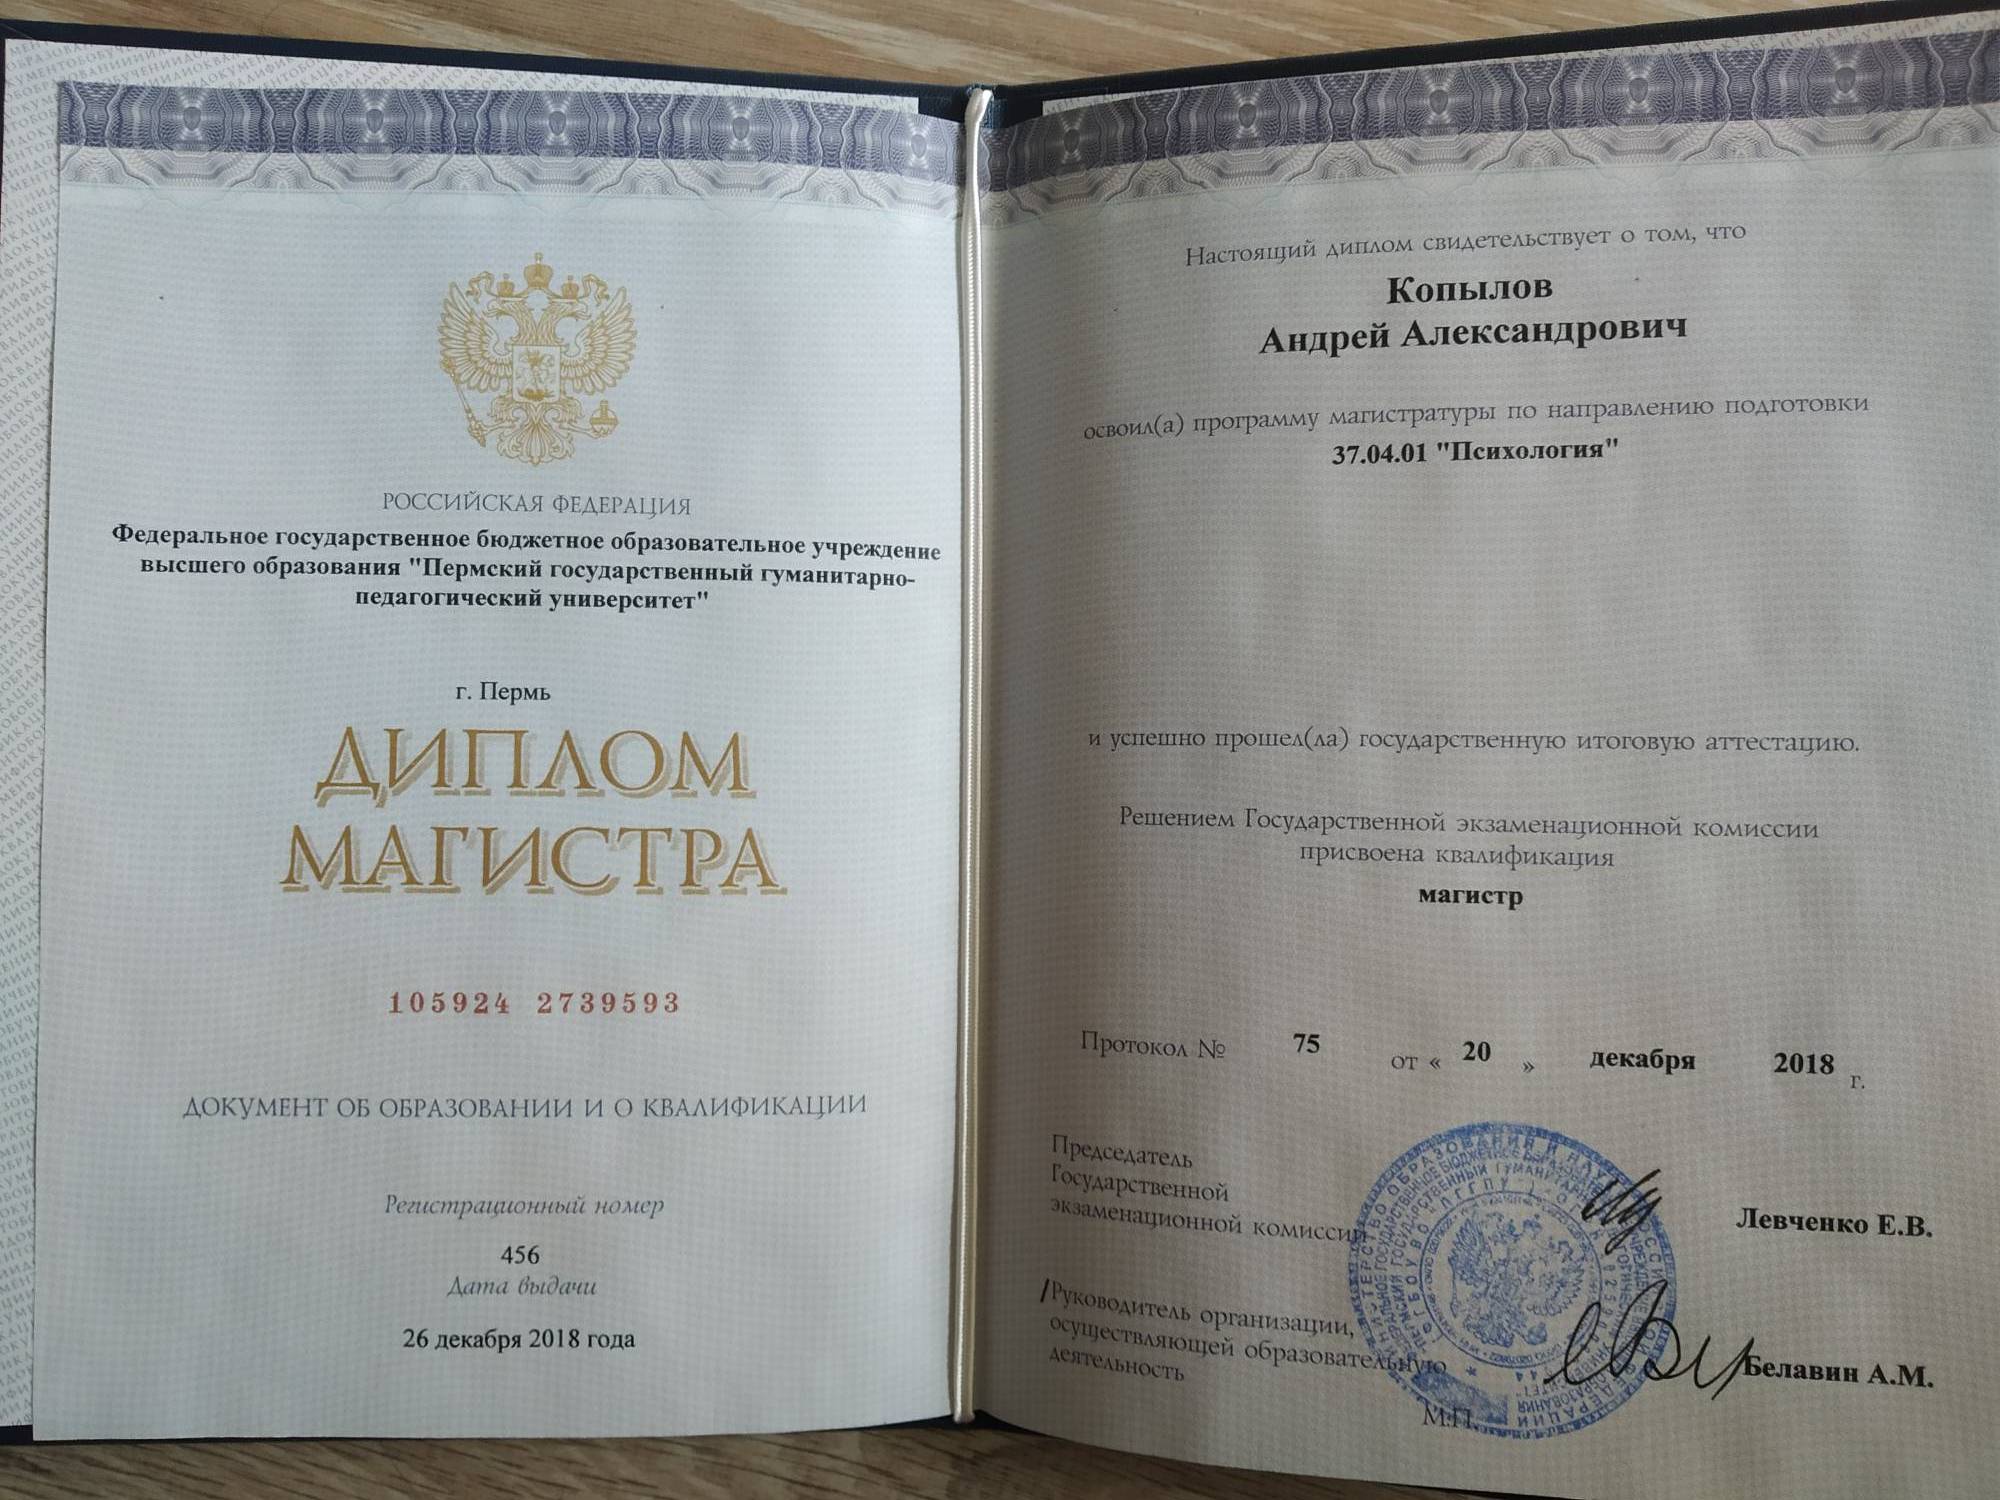 РОССИЙСКАЯ ФЕДЕРАЦИЯ
Федеральное государственное бюджетное образовательное учреждение
высшего образования "Пермский государственный гуманитарно-
педагогический университет"
г. Пермь
ДИПЛОМ
МАГИСТРА
105924 2739593
ДОКУМЕНТ ОБ ОБРАЗОВАНИИ И О КВАЛИФИКАЦИИ
Регистрационный номер
456
Дата выдачи
26 декабря 2018 года
Настоящий диплом свидетельствует о том, что
Копылов
Андрей Александрович
освоил(а) программу магистратуры по направлению подготовки
37.04.01 "Психология"
и успешно прошел(ла) государственную итоговую аттестацию.
Решением Государственной экзаменационной комиссии
присвоена квалификация
магистр
Протокол № 75 от « 20 » декабря 2018 г.
Председатель
Государственной
экзаменационной комиссии
Левченко Е.В.
Руководитель организации,
осуществляющей образовательную
деятельность
Белавин А.М.
М.П.